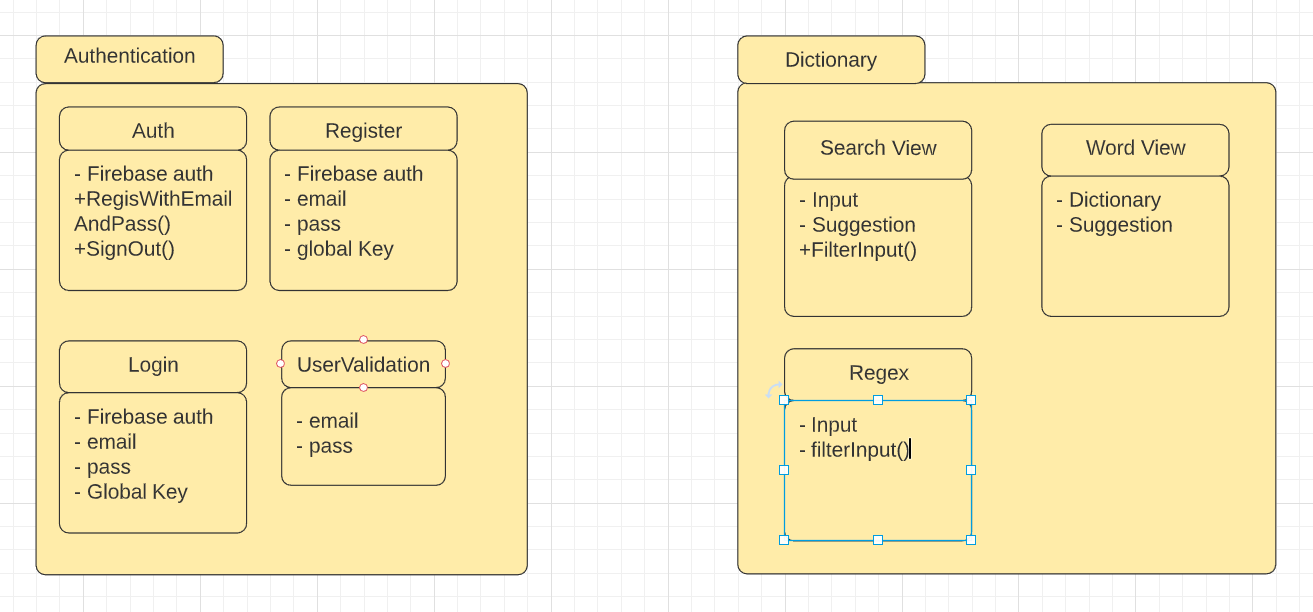 Authentication
Auth
- Firebase auth
+RegisWithEmail
AndPass()
+SignOut()
Register
- Firebase auth
- email
- pass
- global Key
Login
- Firebase auth
- email
- pass
- Global Key
UserValidation
- email
- pass
Dictionary
Search View
- Input
- Suggestion
+FilterInput()
Word View
- Dictionary
- Suggestion
Regex
- Input
- filterInput()